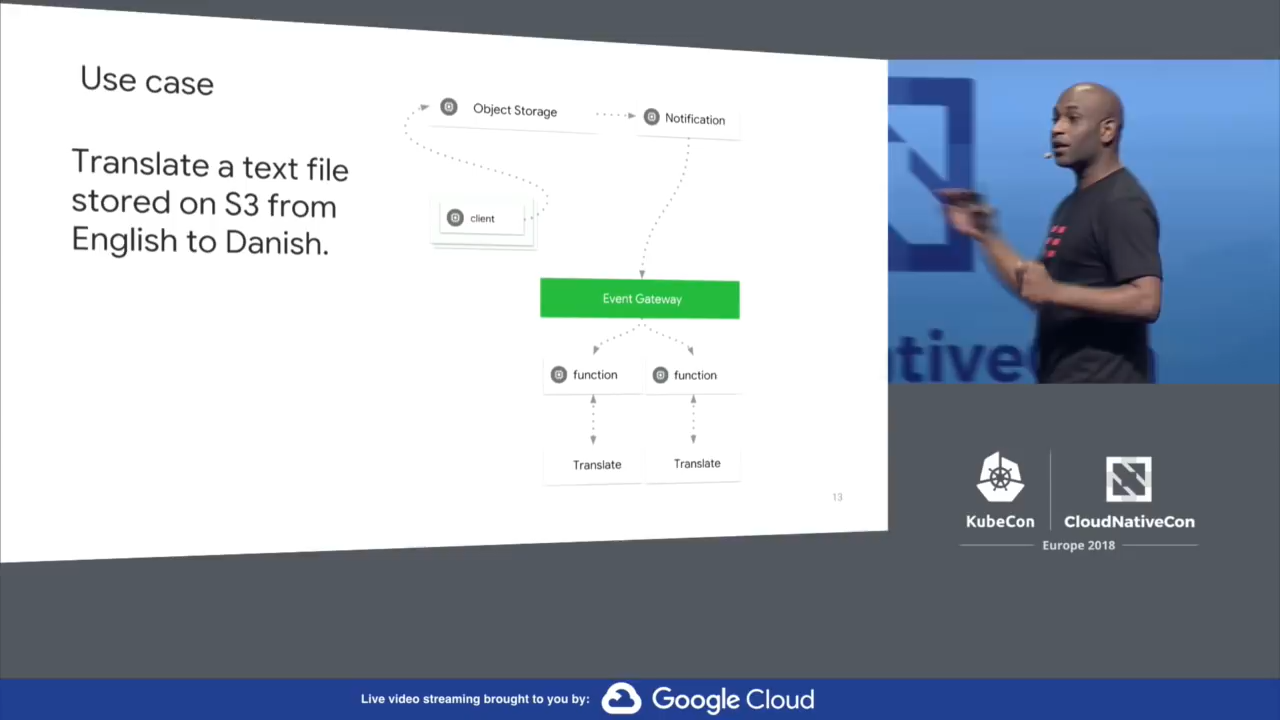 Use case
Translate a text file
stored on S3 from
English to Danish.
Object Storage
Notification
client
Event Gateway
function
function
Translate
Translate
13
KubeCon
CloudNativeCon
Europe 2018
Live video streaming brought to you by:
Google Cloud